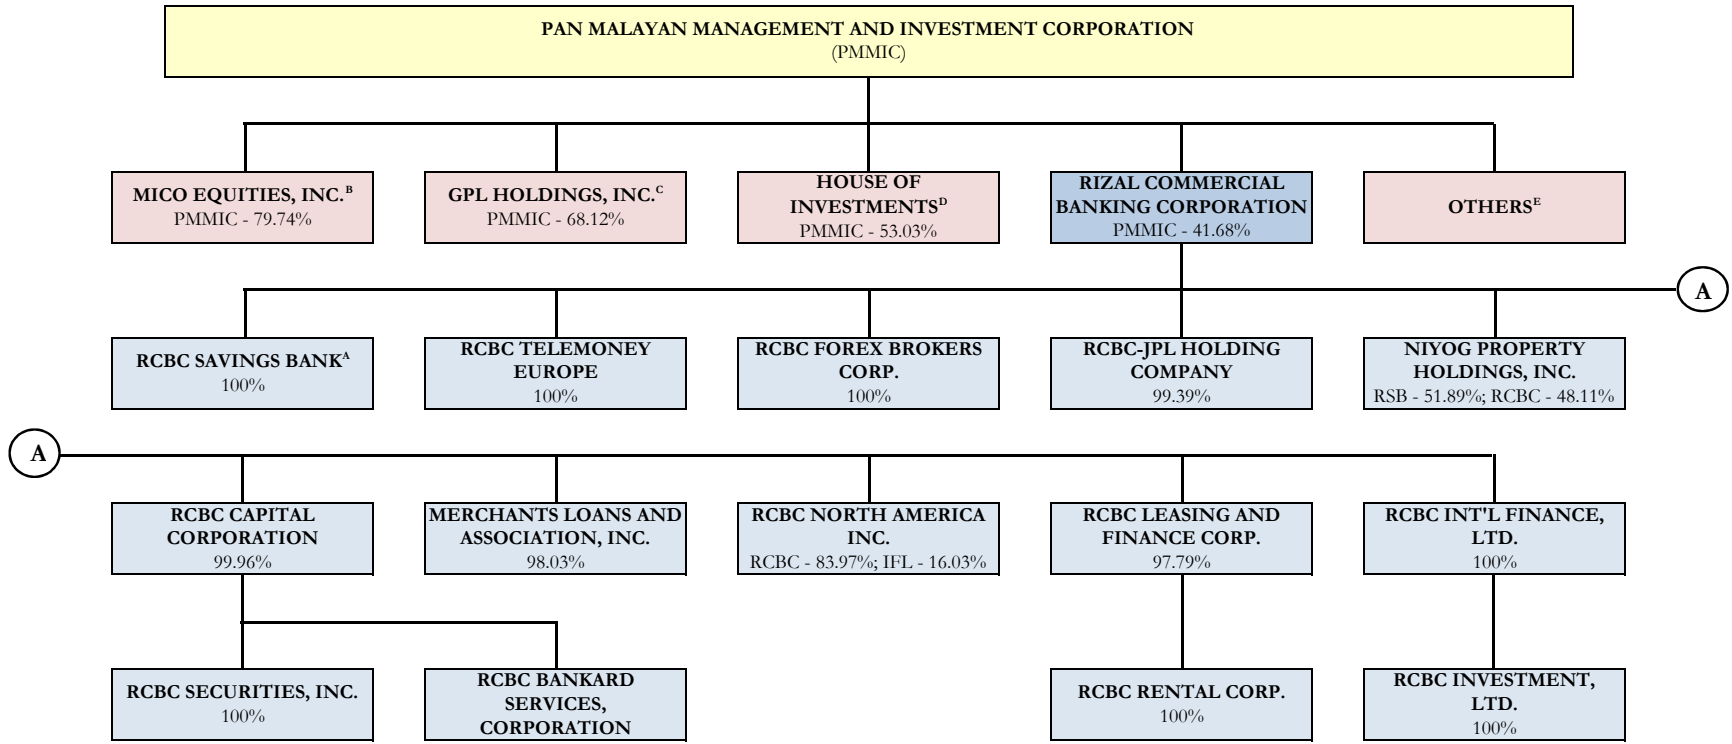 PAN MALAYAN MANAGEMENT AND INVESTMENT CORPORATION
(PMMIC)
MICO EQUITIES, INC.B
PMMIC - 79.74%
GPL HOLDINGS, INC.C
PMMIC - 68.12%
HOUSE OF
INVESTMENTSD
PMMIC - 53.03%
RIZAL COMMERCIAL
BANKING CORPORATION
PMMIC - 41.68%
OTHERSE
A
RCBC SAVINGS BANKA
100%
RCBC TELEMONEY
EUROPE
100%
RCBC FOREX BROKERS
CORP.
100%
RCBC-JPL HOLDING
COMPANY
99.39%
NIYOG PROPERTY
HOLDINGS, INC.
RSB - 51.89%; RCBC - 48.11%
A
RCBC CAPITAL
CORPORATION
99.96%
MERCHANTS LOANS AND
ASSOCIATION, INC.
98.03%
RCBC NORTH AMERICA
INC.
RCBC - 83.97%; IFL - 16.03%
RCBC LEASING AND
FINANCE CORP.
97.79%
RCBC INT'L FINANCE,
LTD.
100%
RCBC SECURITIES, INC.
100%
RCBC BANKARD
SERVICES,
CORPORATION
RCBC RENTAL CORP.
100%
RCBC INVESTMENT,
LTD.
100%